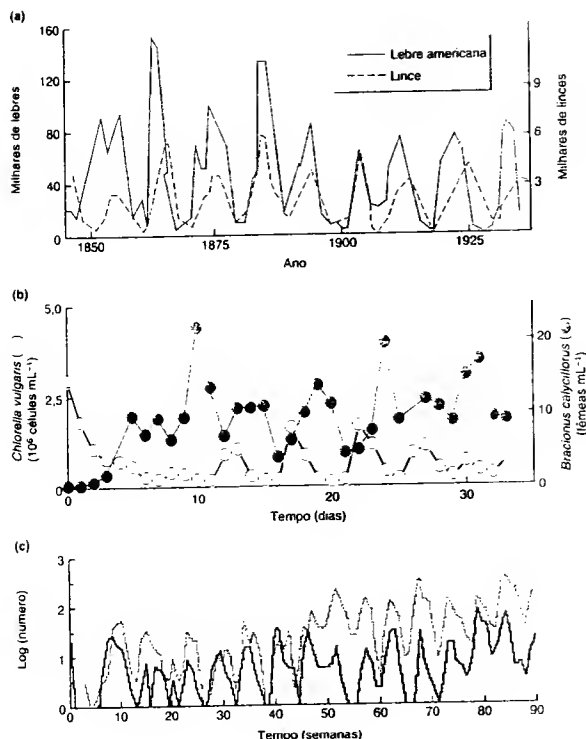 (a)
160
120
80
40
0
Milhares de lebres
Lebre americana
Lince
9
6
3
Milhares de linces
1850
1875
1900
1925
Ano
(b)
5,0
2,5
0
Chlorella vulgaris ( )
(10⁶ células mL⁻¹)
20
10
0
Bracionus calyciflorus
(fêmeas mL⁻¹)
0
10
20
30
Tempo (dias)
(c)
3
2
1
0
Log (numero)
0
10
20
30
40
50
60
70
80
90
Tempo (semanas)